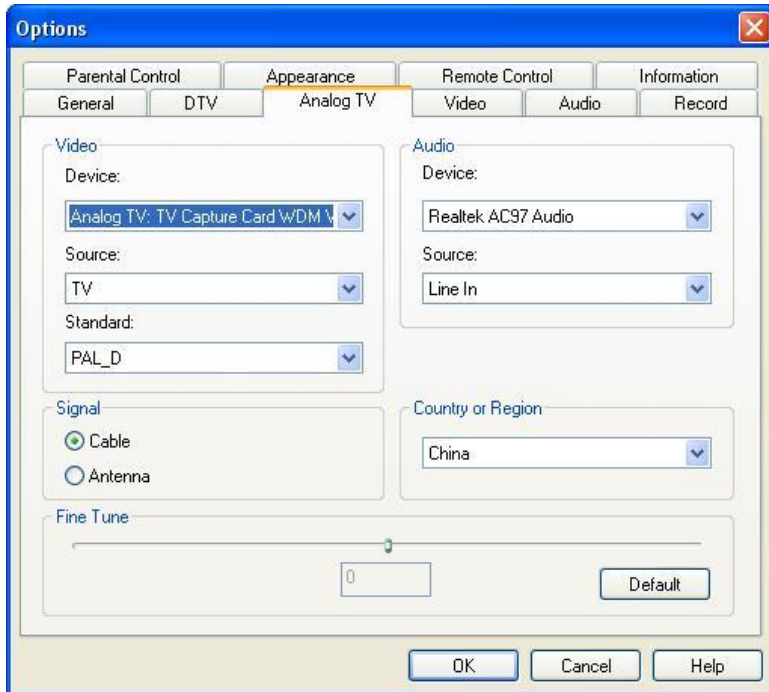 Options
Parental Control Appearance Remote Control Information
General DTV Analog TV Video Audio Record
Video
Device:
Analog TV: TV Capture Card WDM V
Source:
TV
Standard:
PAL_D
Audio
Device:
Realtek AC97 Audio
Source:
Line In
Signal
Cable
Antenna
Country or Region
China
Fine Tune
0
Default
OK Cancel Help